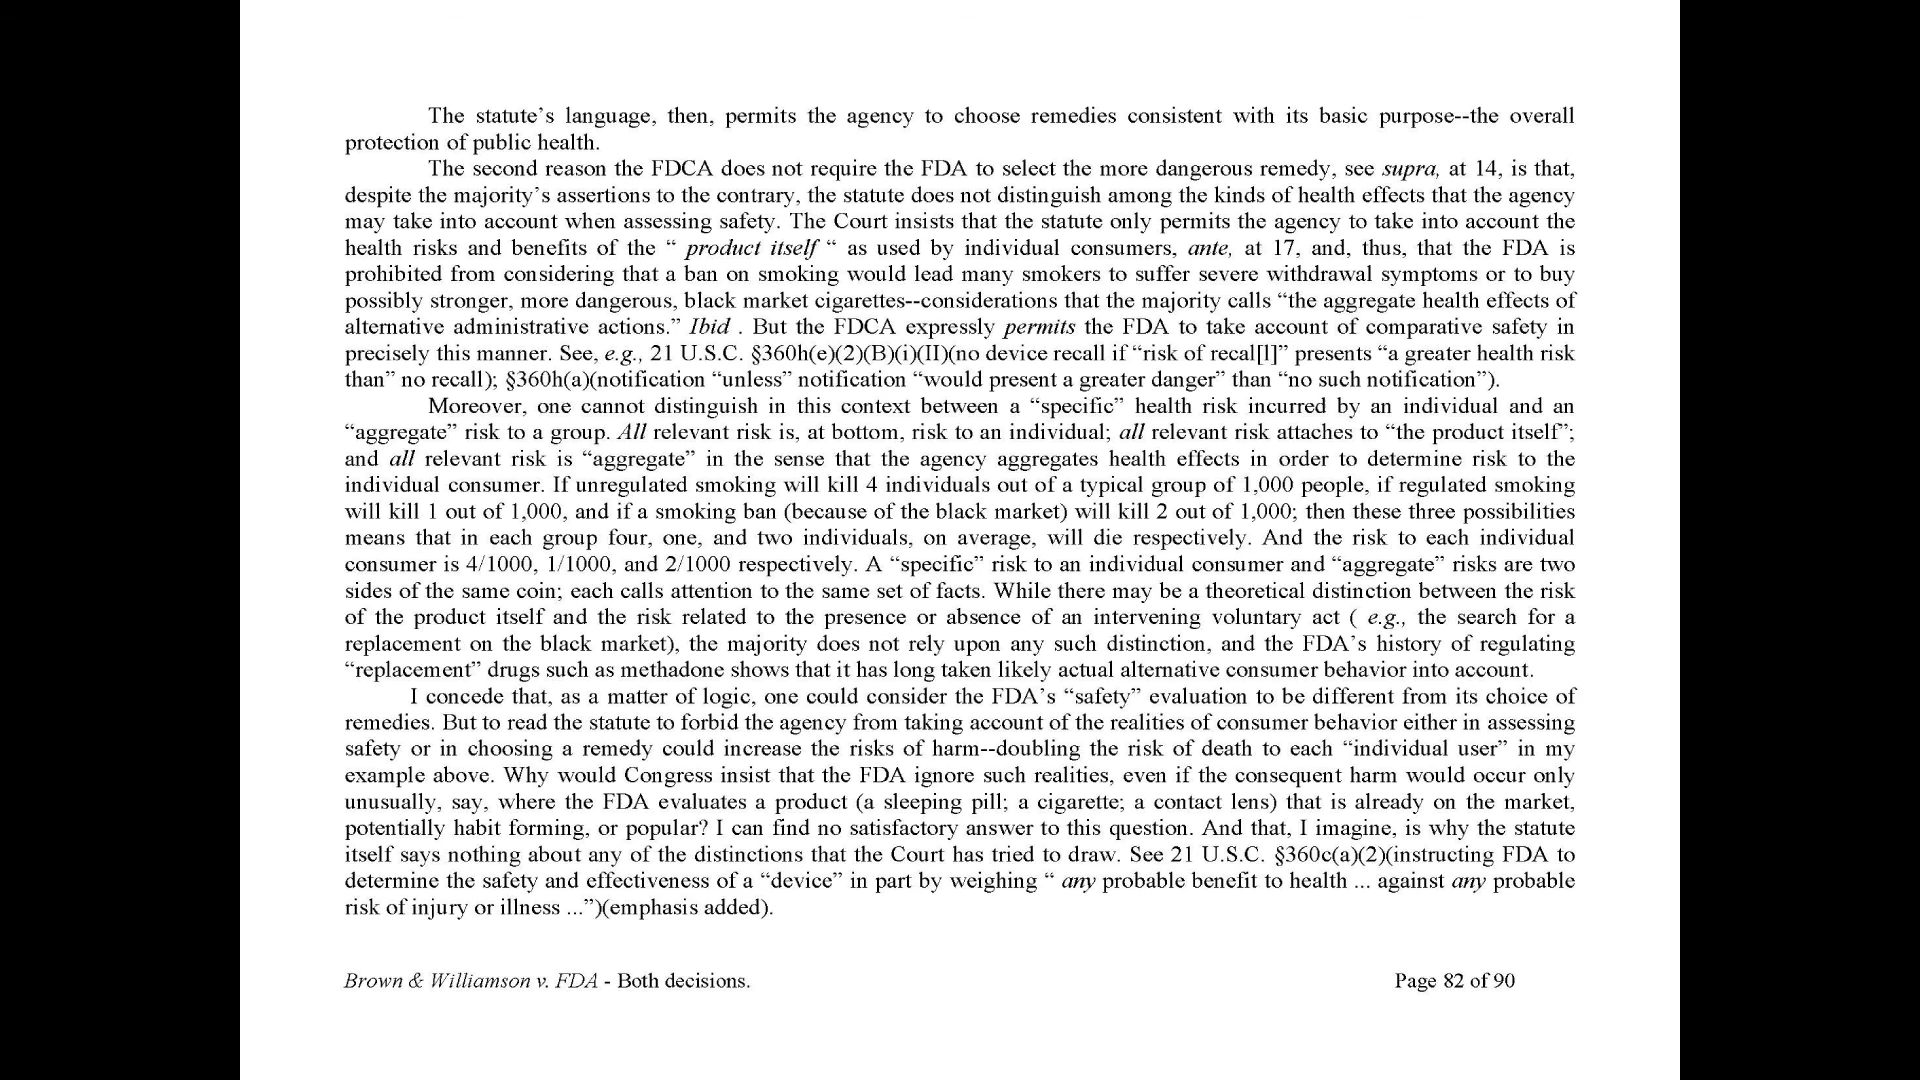 The statute’s language, then, permits the agency to choose remedies consistent with its basic purpose--the overall
protection of public health.
The second reason the FDCA does not require the FDA to select the more dangerous remedy, see supra, at 14, is that,
despite the majority’s assertions to the contrary, the statute does not distinguish among the kinds of health effects that the agency
may take into account when assessing safety. The Court insists that the statute only permits the agency to take into account the
health risks and benefits of the “ product itself “ as used by individual consumers, ante, at 17, and, thus, that the FDA is
prohibited from considering that a ban on smoking would lead many smokers to suffer severe withdrawal symptoms or to buy
possibly stronger, more dangerous, black market cigarettes--considerations that the majority calls “the aggregate health effects of
alternative administrative actions.” Ibid . But the FDCA expressly permits the FDA to take account of comparative safety in
precisely this manner. See, e.g., 21 U.S.C. §360h(e)(2)(B)(i)(II)(no device recall if “risk of recal[l]” presents “a greater health risk
than” no recall); §360h(a)(notification “unless” notification “would present a greater danger” than “no such notification”).
Moreover, one cannot distinguish in this context between a “specific” health risk incurred by an individual and an
“aggregate” risk to a group. All relevant risk is, at bottom, risk to an individual; all relevant risk attaches to “the product itself”;
and all relevant risk is “aggregate” in the sense that the agency aggregates health effects in order to determine risk to the
individual consumer. If unregulated smoking will kill 4 individuals out of a typical group of 1,000 people, if regulated smoking
will kill 1 out of 1,000, and if a smoking ban (because of the black market) will kill 2 out of 1,000; then these three possibilities
means that in each group four, one, and two individuals, on average, will die respectively. And the risk to each individual
consumer is 4/1000, 1/1000, and 2/1000 respectively. A “specific” risk to an individual consumer and “aggregate” risks are two
sides of the same coin; each calls attention to the same set of facts. While there may be a theoretical distinction between the risk
of the product itself and the risk related to the presence or absence of an intervening voluntary act ( e.g., the search for a
replacement on the black market), the majority does not rely upon any such distinction, and the FDA’s history of regulating
“replacement” drugs such as methadone shows that it has long taken likely actual alternative consumer behavior into account.
I concede that, as a matter of logic, one could consider the FDA’s “safety” evaluation to be different from its choice of
remedies. But to read the statute to forbid the agency from taking account of the realities of consumer behavior either in assessing
safety or in choosing a remedy could increase the risks of harm--doubling the risk of death to each “individual user” in my
example above. Why would Congress insist that the FDA ignore such realities, even if the consequent harm would occur only
unusually, say, where the FDA evaluates a product (a sleeping pill; a cigarette; a contact lens) that is already on the market,
potentially habit forming, or popular? I can find no satisfactory answer to this question. And that, I imagine, is why the statute
itself says nothing about any of the distinctions that the Court has tried to draw. See 21 U.S.C. §360c(a)(2)(instructing FDA to
determine the safety and effectiveness of a “device” in part by weighing “ any probable benefit to health ... against any probable
risk of injury or illness ...”)(emphasis added).
Brown & Williamson v. FDA - Both decisions. Page 82 of 90